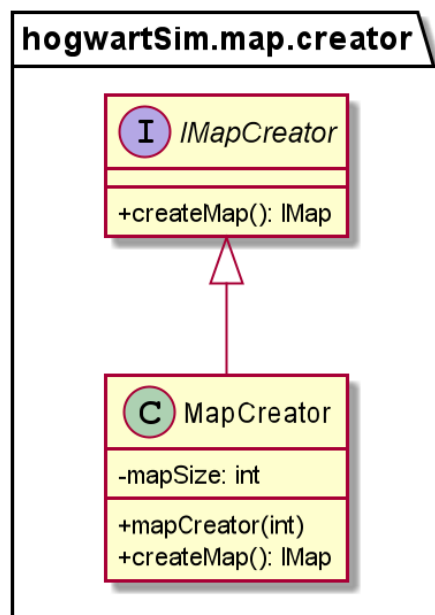 hogwartSim.map.creator
I IMapCreator
+createMap(): IMap
C MapCreator
-mapSize: int
+mapCreator(int)
+createMap(): IMap